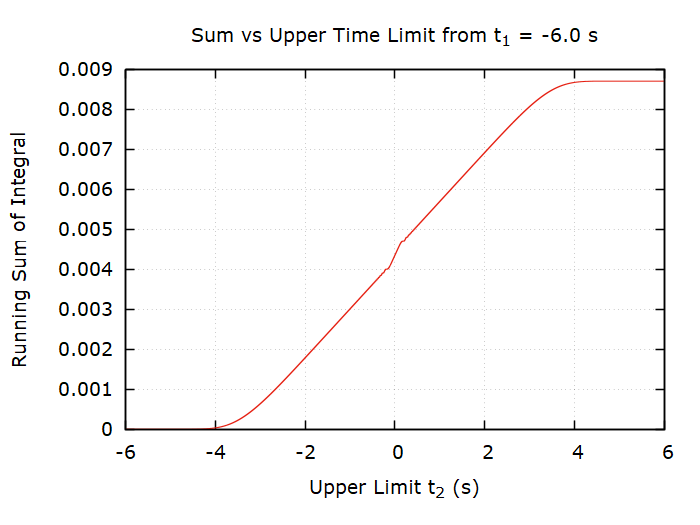 Sum vs Upper Time Limit from t₁ = -6.0 s
0.009
0.008
0.007
0.006
0.005
0.004
0.003
0.002
0.001
0
Running Sum of Integral
-6 -4 -2 0 2 4 6
Upper Limit t₂ (s)